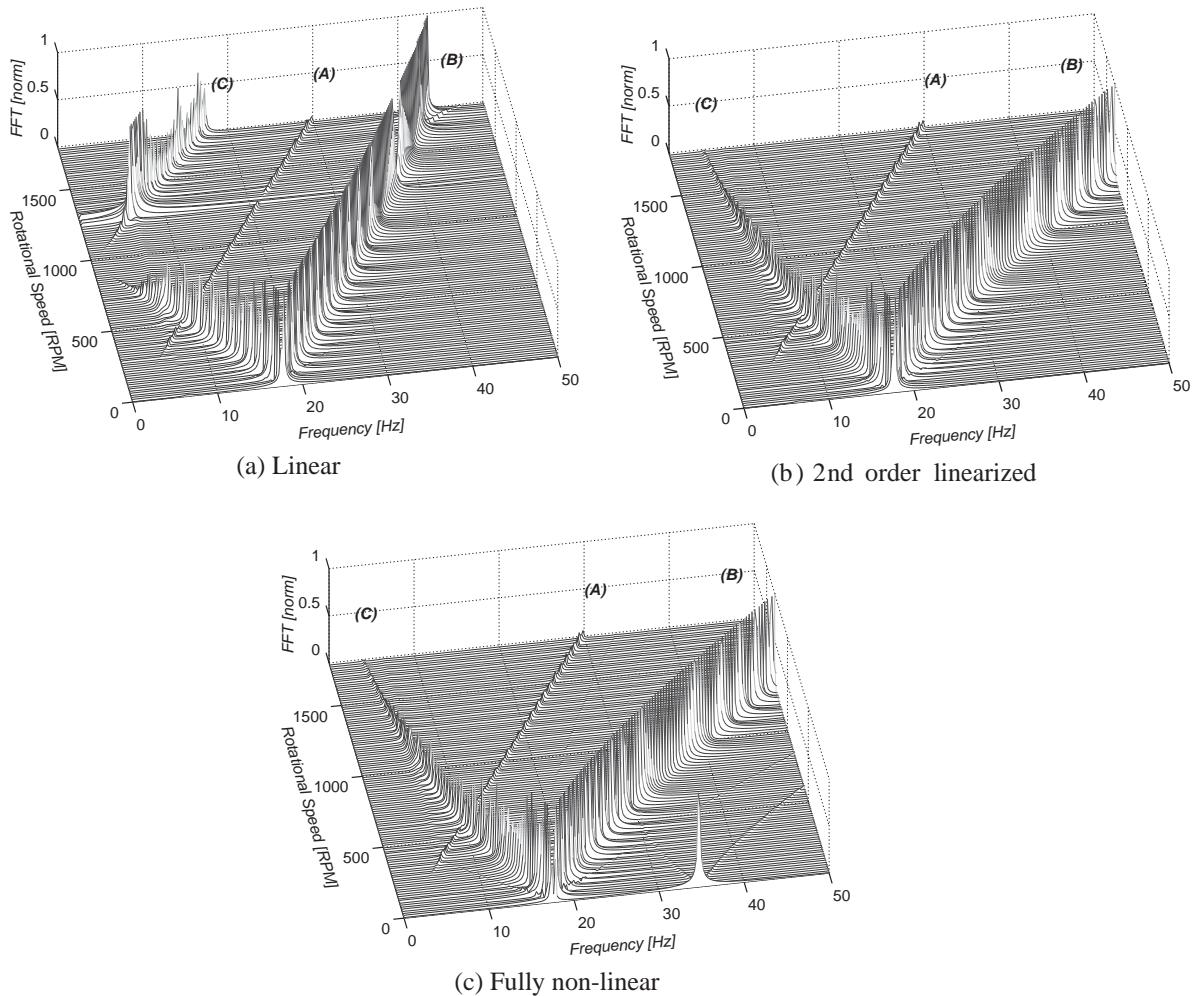 1
0.5
0
FFT [norm]
(C)
(A)
(B)
1500
1000
500
0
Rotational Speed [RPM]
0
10
20
30
40
50
Frequency [Hz]
(a) Linear
1
0.5
0
FFT [norm]
(C)
(A)
(B)
1500
1000
500
0
Rotational Speed [RPM]
0
10
20
30
40
50
Frequency [Hz]
(b) 2nd order linearized
1
0.5
0
FFT [norm]
(C)
(A)
(B)
1500
1000
500
0
Rotational Speed [RPM]
0
10
20
30
40
50
Frequency [Hz]
(c) Fully non-linear